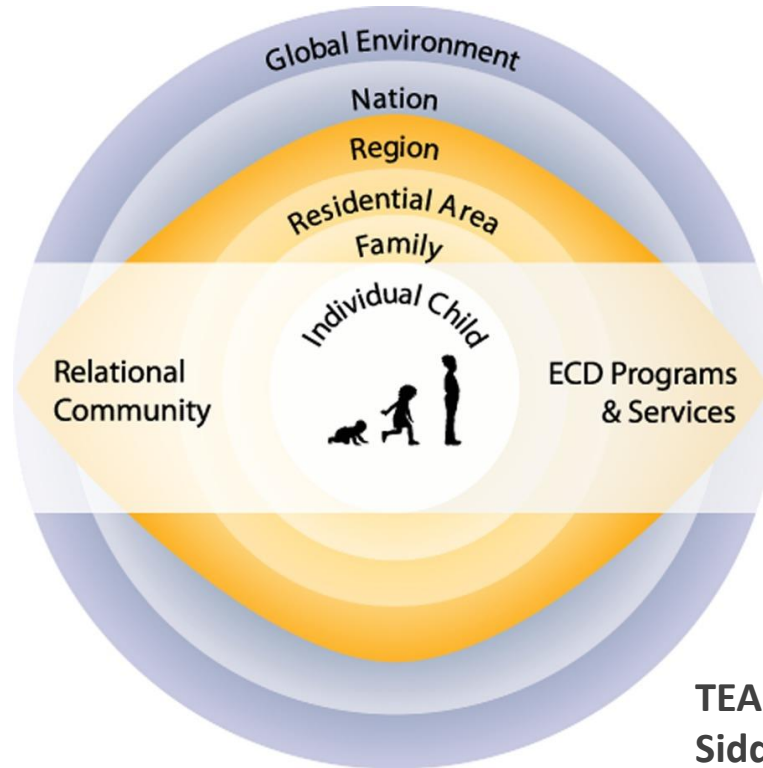 Global Environment
Nation
Region
Residential Area
Family
Individual Child
Relational
Community
ECD Programs
& Services
TEA